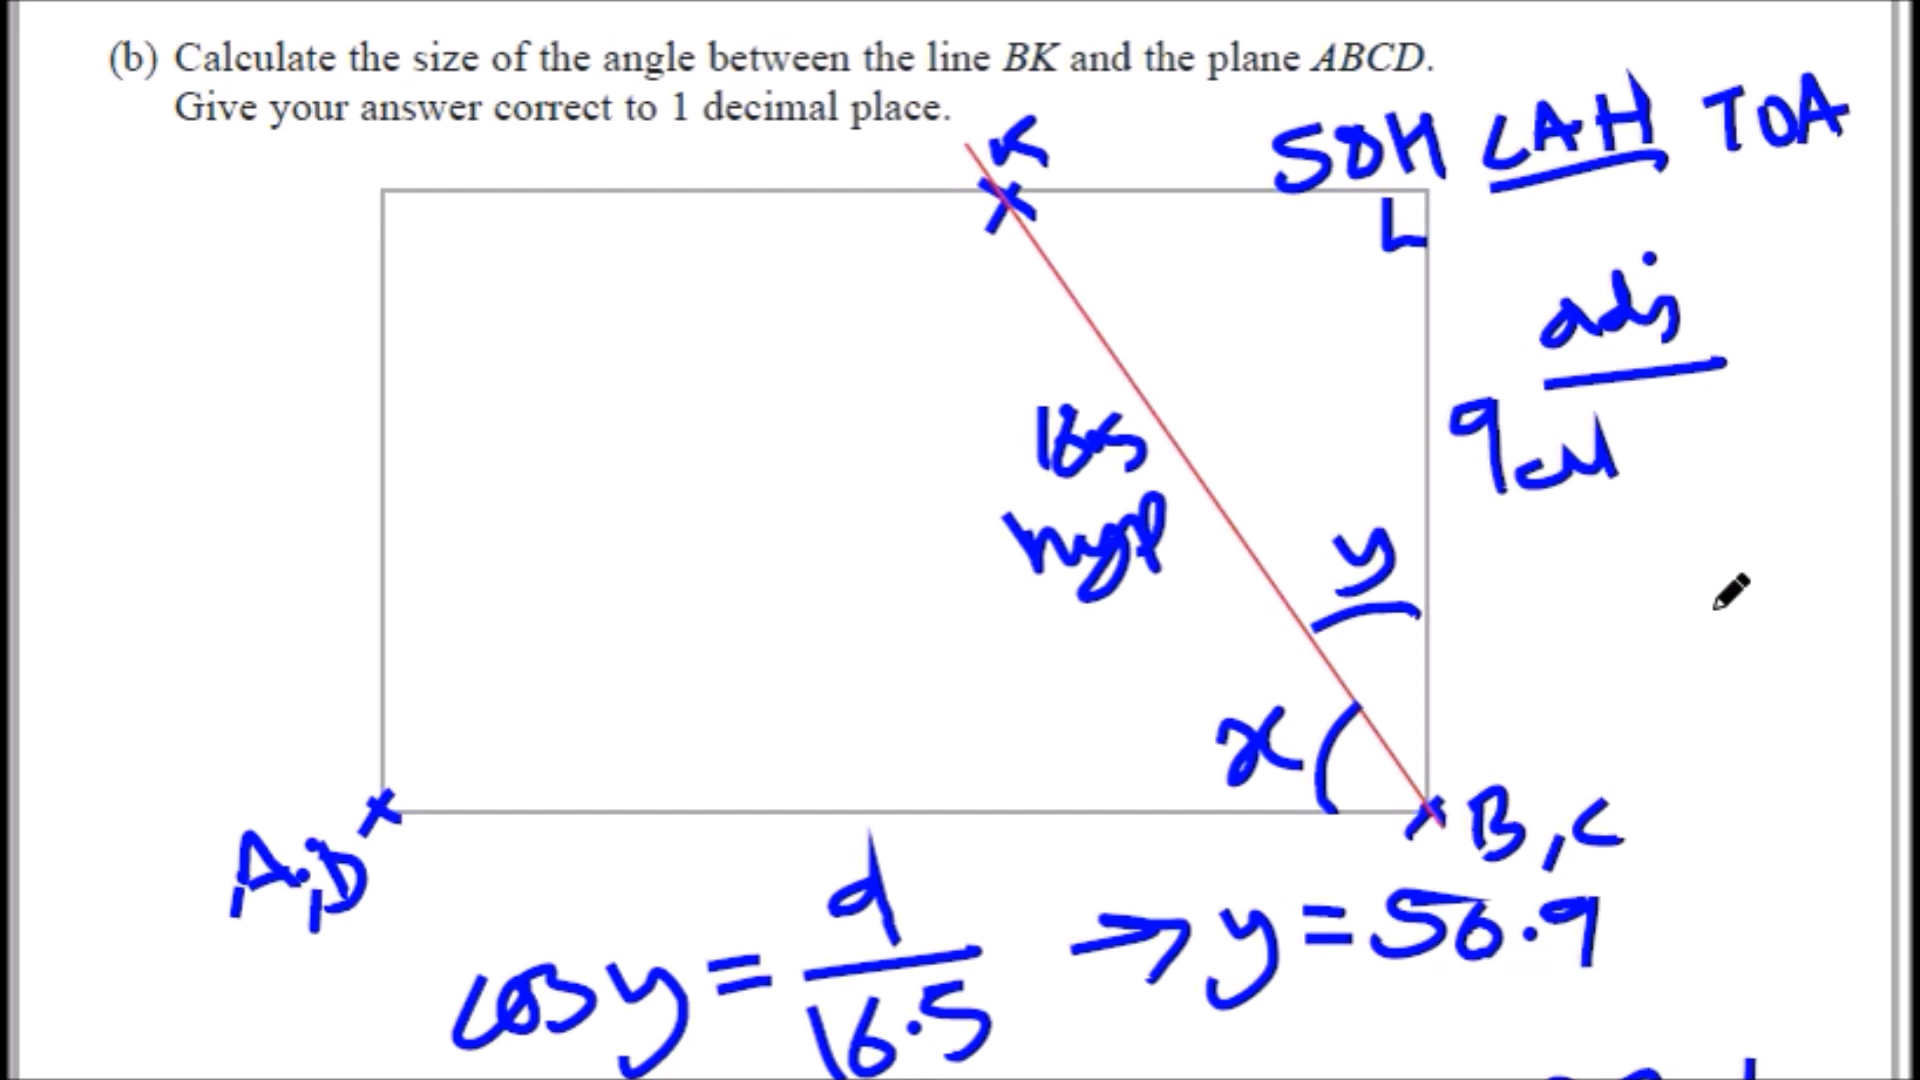 (b) Calculate the size of the angle between the line BK and the plane ABCD.
Give your answer correct to 1 decimal place.
K
SOH CAH TOA
L
adj
9cm
16.5
hyp
y
x
A,D
B,C
cos y = 9/16.5 → y = 56.9